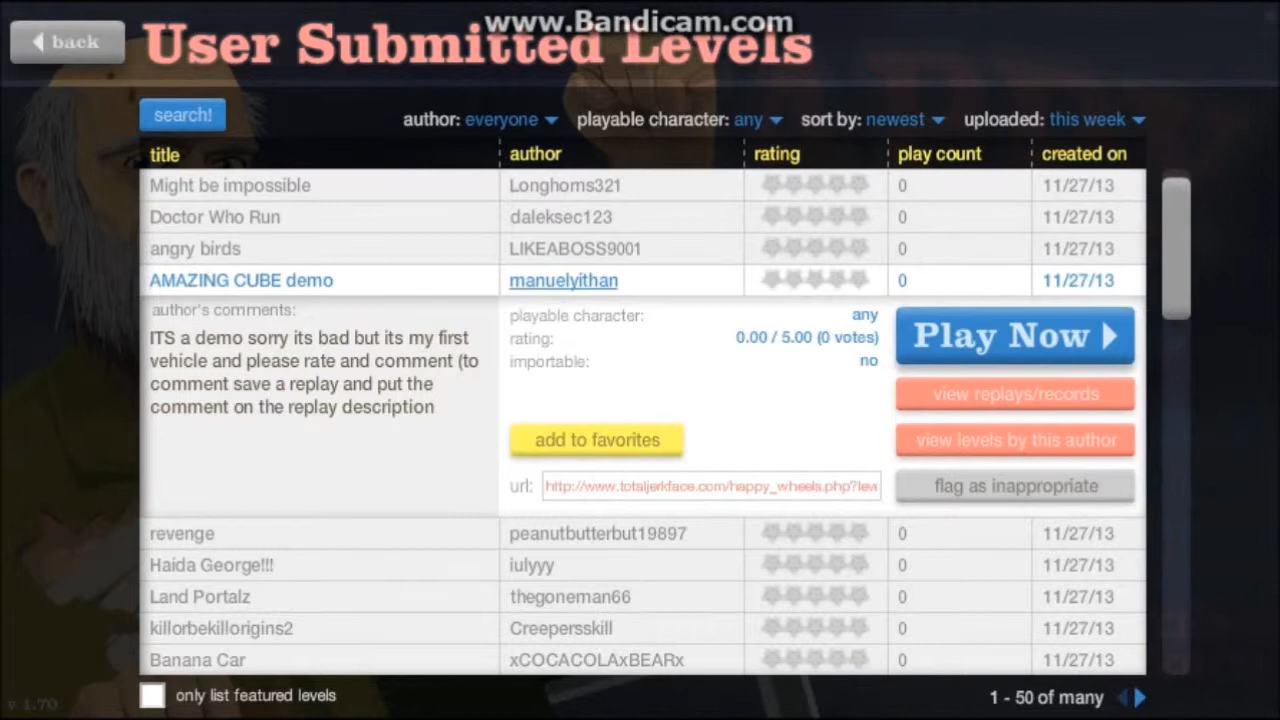 www.Bandicam.com
back
User Submitted Levels
search!
author: everyone playable character: any sort by: newest uploaded: this week
title author rating play count created on
Might be impossible Longhorns321 0 11/27/13
Doctor Who Run daleksec123 0 11/27/13
angry birds LIKEABOSS9001 0 11/27/13
AMAZING CUBE demo manuelyithan 0 11/27/13
author's comments:
ITS a demo sorry its bad but its my first
vehicle and please rate and comment (to
comment save a replay and put the
comment on the replay description
playable character: any
rating: 0.00 / 5.00 (0 votes)
importable: no
add to favorites
url: http://www.totaljerkface.com/happy_wheels.php?lev
Play Now
view replays/records
view levels by this author
flag as inappropriate
revenge peanutbutterbut19897 0 11/27/13
Haida George!!! iulyyy 0 11/27/13
Land Portalz thegoneman66 0 11/27/13
killorbekillorigins2 Creepersskill 0 11/27/13
Banana Car xCOCACOLAxBEARx 0 11/27/13
only list featured levels
1 - 50 of many
v 1.70